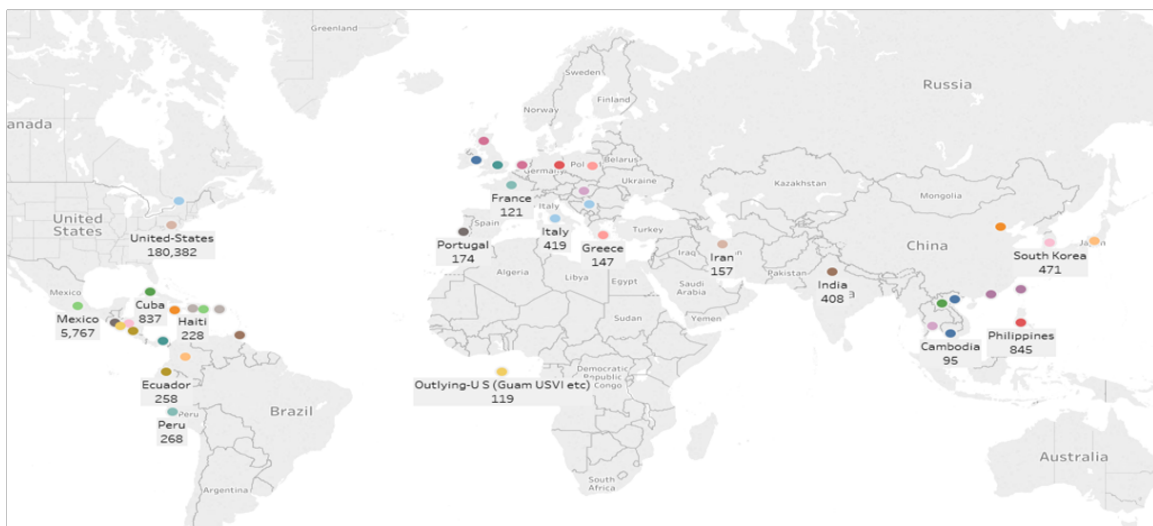 Greenland
Sweden
Russia
Finland
Norway
anada
Belarus
Pol
Germany
Ukraine
Kazakhstan
Mongolia
France
121
United
States
United-States
180,382
Italy
Italy
419
Spain
Portugal
174
Greece
147
Turkey
Iraq
Iran
157
China
Japan
South Korea
471
Algeria
Libya
Egypt
Pakistan
India
408
a
Saudi
Arabia
Mexico
Mexico
5,767
Cuba
837
Haiti
228
Sudan
Yemen
Philippines
845
Cambodia
95
Ecuador
258
Outlying-U S (Guam USVI etc)
119
Democratic
Republic
Congo
Brazil
Peru
Peru
268
Australia
South
Africa
Argentina